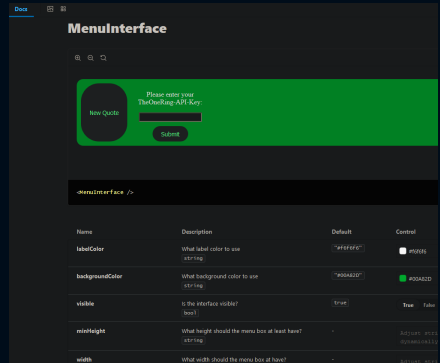 Docs
MenuInterface
New Quote
Please enter your
TheOneRing-API-Key:
Submit
<MenuInterface />
Name Description Default Control
labelColor What label color to use "#f6f6f6" #f6f6f6
string
backgroundColor What background color to use "#00A82D" #00A82D
string
visible is the interface visible? true True False
bool
minHeight What height should the menu box at least have? -
string
width What width should the menu box at have? -